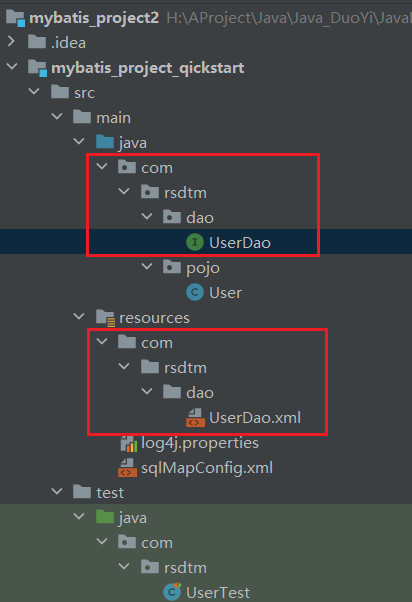 mybatis_project2 H:\AProject\Java\Java_DuoYi\Java
.idea
mybatis_project_qickstart
src
main
java
com
rsdtm
dao
UserDao
pojo
User
resources
com
rsdtm
dao
UserDao.xml
log4j.properties
sqlMapConfig.xml
test
java
com
rsdtm
UserTest